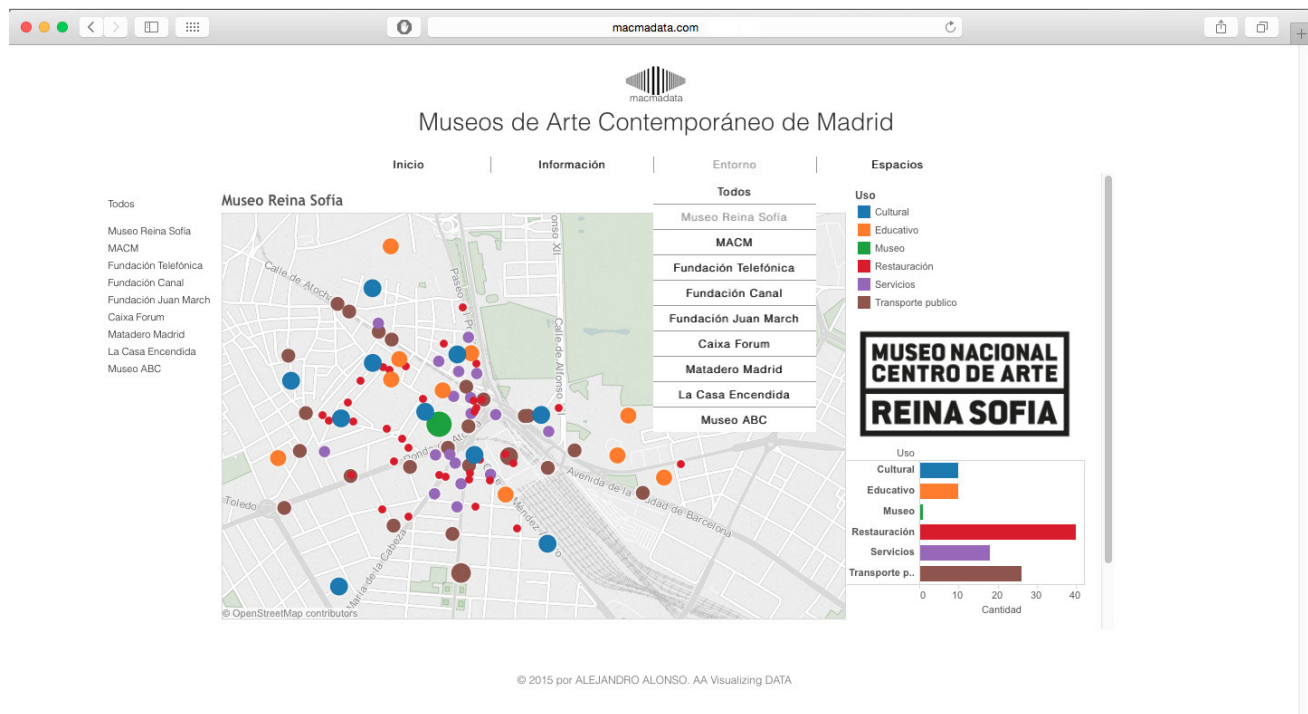 macmadata.com
macmadata
Museos de Arte Contemporáneo de Madrid
Inicio
Información
Entorno
Espacios
Todos
Museo Reina Sofía
MACM
Fundación Telefónica
Fundación Canal
Fundación Juan March
Caixa Forum
Matadero Madrid
La Casa Encendida
Museo ABC
Museo Reina Sofía
Calle de Atocha
Toledo
Calle de Alfonso XII
Avenida de la Ciudad de Barcelona
© OpenStreetMap contributors
Todos
Museo Reina Sofía
MACM
Fundación Telefónica
Fundación Canal
Fundación Juan March
Caixa Forum
Matadero Madrid
La Casa Encendida
Museo ABC
Uso
Cultural
Educativo
Museo
Restauración
Servicios
Transporte publico
MUSEO NACIONAL
CENTRO DE ARTE
REINA SOFIA
Uso
Cultural
Educativo
Museo
Restauración
Servicios
Transporte p..
0 10 20 30 40
Cantidad
© 2015 por ALEJANDRO ALONSO. AA Visualizing DATA